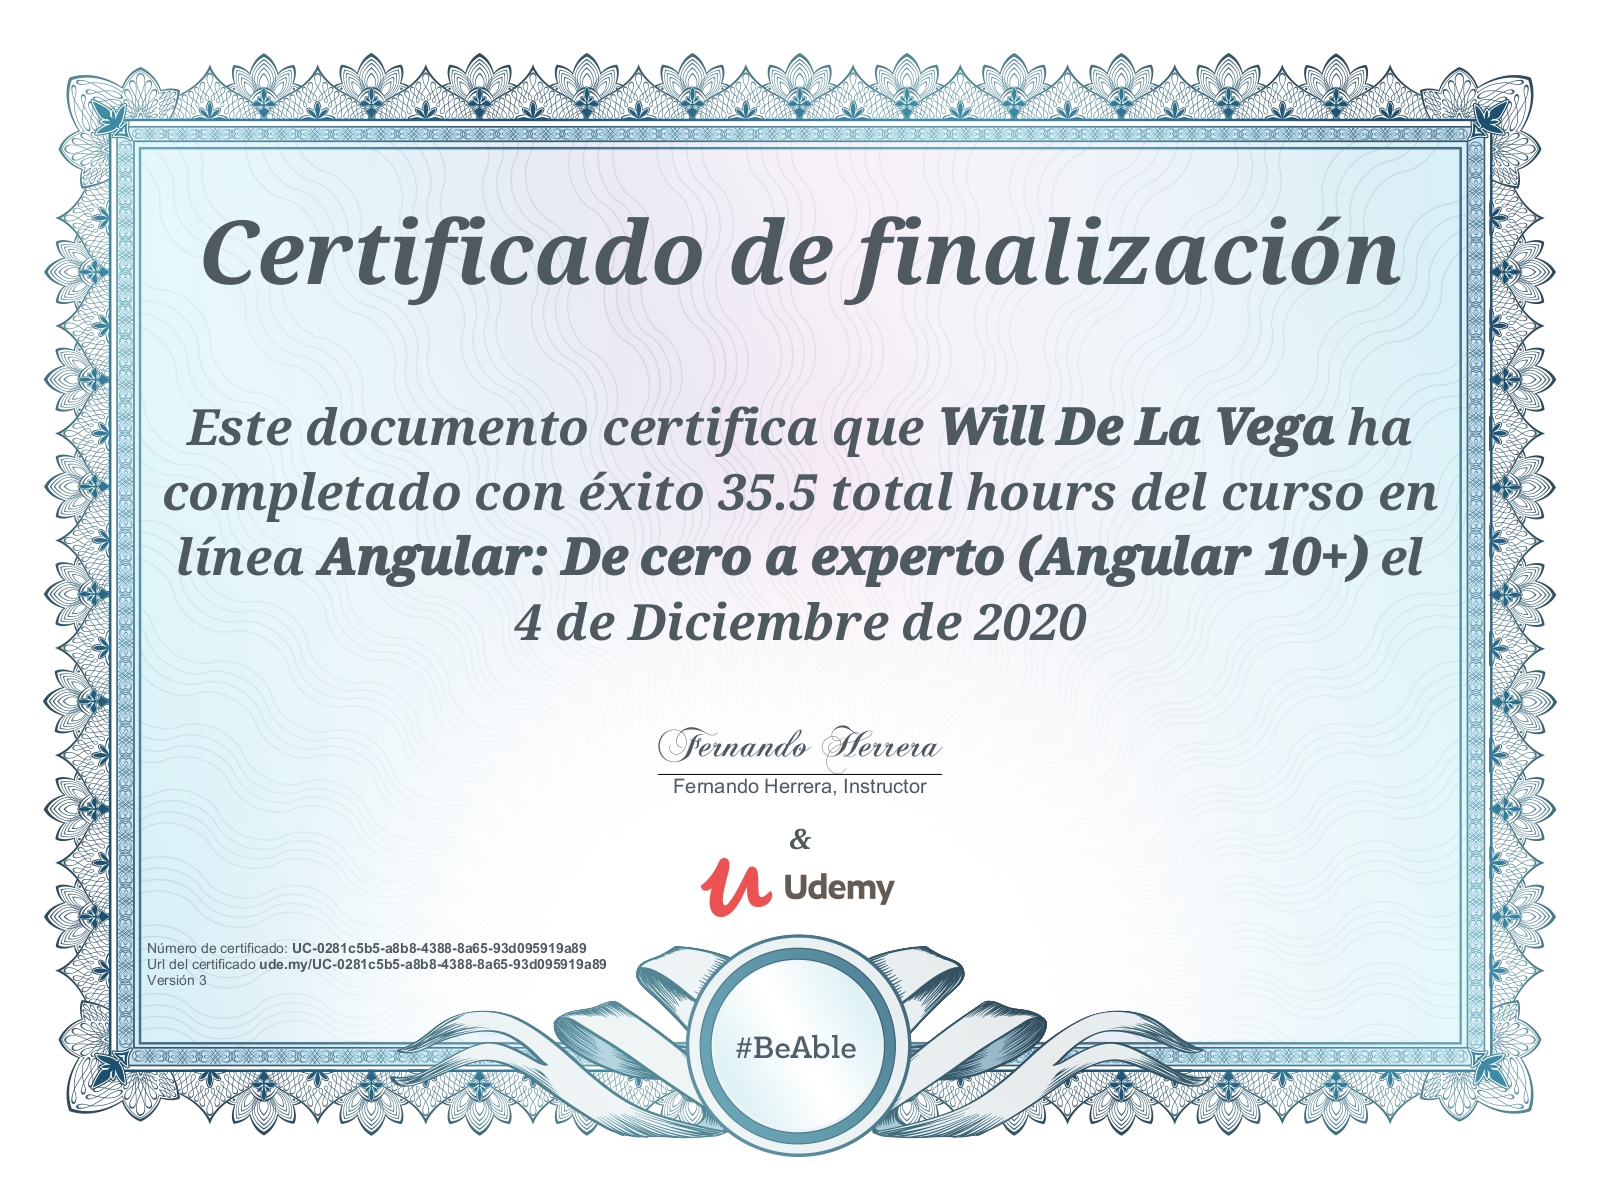 Certificado de finalización
Este documento certifica que Will De La Vega ha
completado con éxito 35.5 total hours del curso en
línea Angular: De cero a experto (Angular 10+) el
4 de Diciembre de 2020
Fernando Herrera
Fernando Herrera, Instructor
&
Udemy
Número de certificado: UC-0281c5b5-a8b8-4388-8a65-93d095919a89
Url del certificado ude.my/UC-0281c5b5-a8b8-4388-8a65-93d095919a89
Versión 3
#BeAble